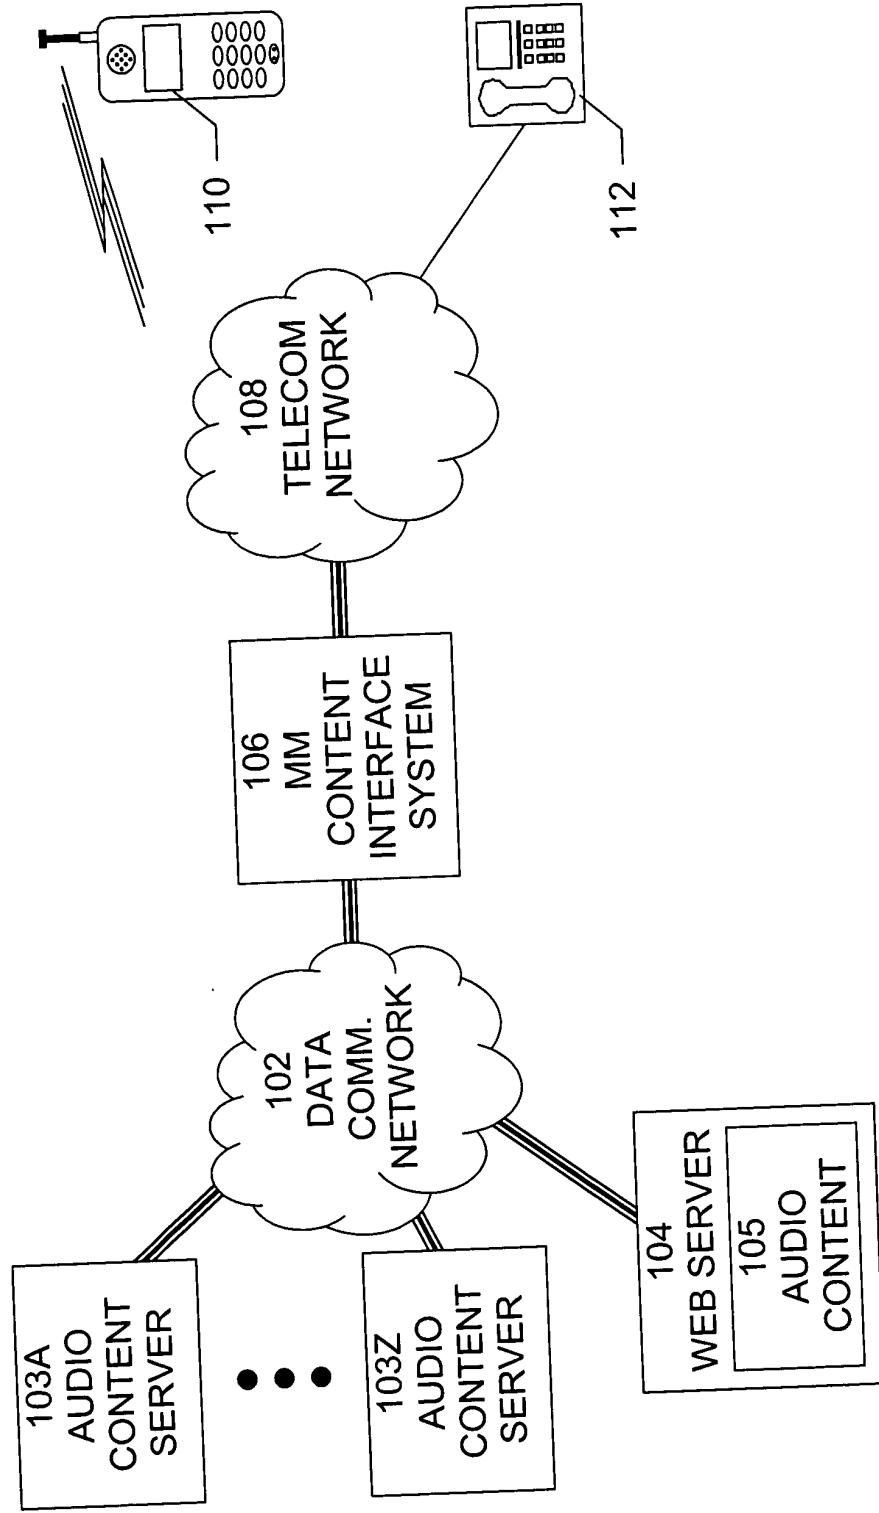 103A
AUDIO
CONTENT
SERVER
103Z
AUDIO
CONTENT
SERVER
104
WEB SERVER
105
AUDIO
CONTENT
102
DATA
COMM.
NETWORK
106
MM
CONTENT
INTERFACE
SYSTEM
108
TELECOM
NETWORK
110
112